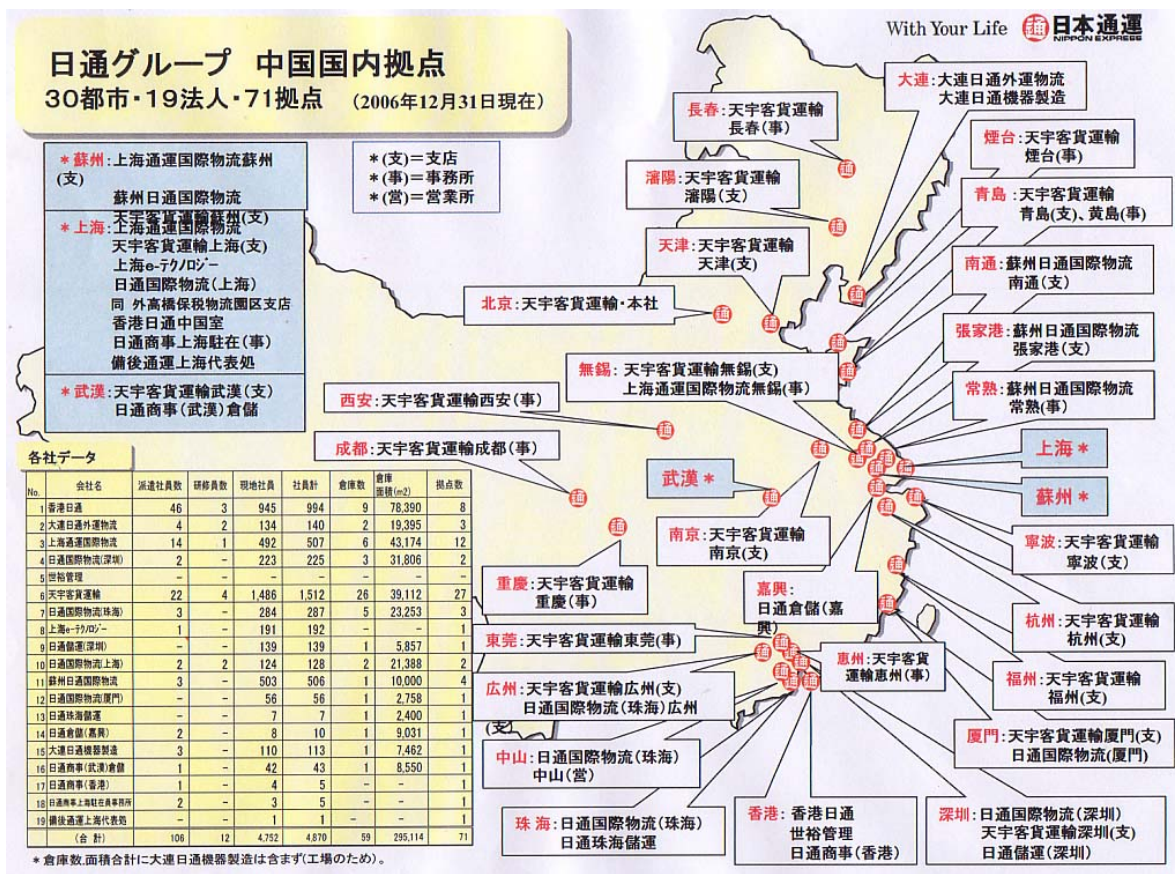 日通グループ 中国国内拠点
30都市・19法人・71拠点 (2006年12月31日現在)
With Your Life 通 日本通運
NIPPON EXPRESS
*蘇州:上海通運国際物流蘇州
(支)
蘇州日通国際物流
天宇客貨運輸蘇州(支)
*上海:上海通運国際物流
天宇客貨運輸上海(支)
上海e-テクノロジー
日通国際物流(上海)
同 外高橋保税物流園区支店
香港日通中国室
日通商事上海駐在(事)
備後通運上海代表処
*武漢:天宇客貨運輸武漢(支)
日通商事(武漢)倉儲
*(支)=支店
*(事)=事務所
*(営)=営業所
長春:天宇客貨運輸
長春(事)
瀋陽:天宇客貨運輸
瀋陽(支)
天津:天宇客貨運輸
天津(支)
北京:天宇客貨運輸・本社
大連:大連日通外運物流
大連日通機器製造
煙台:天宇客貨運輸
煙台(事)
青島:天宇客貨運輸
青島(支)、黄島(事)
南通:蘇州日通国際物流
南通(支)
張家港:蘇州日通国際物流
張家港(支)
常熟:蘇州日通国際物流
常熟(事)
無錫:天宇客貨運輸無錫(支)
上海通運国際物流無錫(事)
西安:天宇客貨運輸西安(事)
成都:天宇客貨運輸成都(事)
上海*
蘇州*
武漢*
南京:天宇客貨運輸
南京(支)
寧波:天宇客貨運輸
寧波(支)
重慶:天宇客貨運輸
重慶(事)
嘉興:
日通倉儲(嘉
興)
杭州:天宇客貨運輸
杭州(支)
東莞:天宇客貨運輸東莞(事)
恵州:天宇客貨
運輸恵州(事)
福州:天宇客貨運輸
福州(支)
広州:天宇客貨運輸広州(支)
日通国際物流(珠海)広州
(支)
厦門:天宇客貨運輸厦門(支)
日通国際物流(厦門)
中山:日通国際物流(珠海)
中山(営)
珠海:日通国際物流(珠海)
日通珠海儲運
香港:香港日通
世裕管理
日通商事(香港)
深圳:日通国際物流(深圳)
天宇客貨運輸深圳(支)
日通儲運(深圳)
各社データ
No. 会社名 派遣社員数 研修員数 現地社員 社員計 倉庫数 倉庫面積(m2) 拠点数
1 香港日通 46 3 945 994 9 78,390 8
2 大連日通外運物流 4 2 134 140 2 19,395 3
3 上海通運国際物流 14 1 492 507 6 43,174 12
4 日通国際物流(深圳) 2 - 223 225 3 31,806 2
5 世裕管理 - - - - - - -
6 天宇客貨運輸 22 4 1,486 1,512 26 39,112 27
7 日通国際物流(珠海) 3 - 284 287 5 23,253 3
8 上海e-テクノロジー 1 - 191 192 - - 1
9 日通儲運(深圳) - - 139 139 1 5,857 1
10 日通国際物流(上海) 2 2 124 128 2 21,388 2
11 蘇州日通国際物流 3 - 503 506 1 10,000 4
12 日通国際物流(厦門) - - 56 56 1 2,758 1
13 日通珠海儲運 - - 7 7 1 2,400 1
14 日通倉儲(嘉興) 2 - 8 10 1 9,031 1
15 大連日通機器製造 3 - 110 113 1 7,462 1
16 日通商事(武漢)倉儲 1 - 42 43 1 8,550 1
17 日通商事(香港) 1 - 4 5 - - 1
18 日通商事上海駐在員事務所 2 - 3 5 - - 1
19 備後通運上海代表処 - - 1 1 - - 1
(合計) 106 12 4,752 4,870 59 295,114 71
*倉庫数,面積合計に大連日通機器製造は含まず(工場のため)。